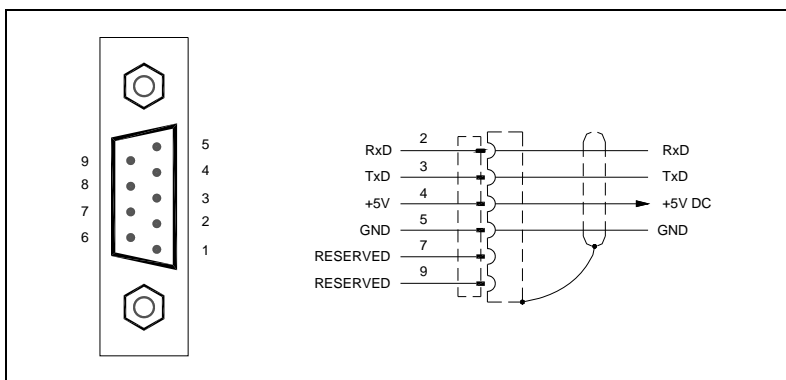 5
9
4
8
3
7
2
6
1
RxD 2 RxD
TxD 3 TxD
+5V 4 +5V DC
GND 5 GND
RESERVED 7
RESERVED 9